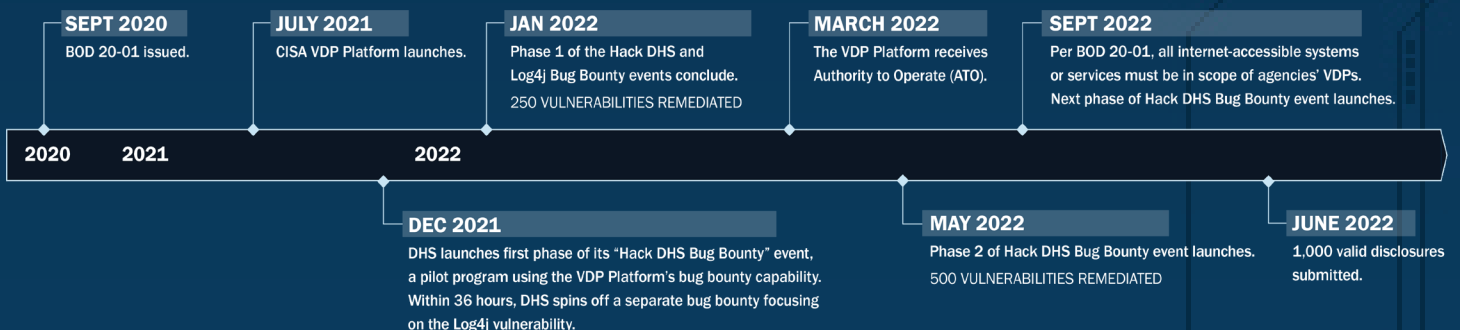 SEPT 2020
BOD 20-01 issued.
JULY 2021
CISA VDP Platform launches.
JAN 2022
Phase 1 of the Hack DHS and
Log4j Bug Bounty events conclude.
250 VULNERABILITIES REMEDIATED
MARCH 2022
The VDP Platform receives
Authority to Operate (ATO).
SEPT 2022
Per BOD 20-01, all internet-accessible systems
or services must be in scope of agencies' VDPs.
Next phase of Hack DHS Bug Bounty event launches.
2020
2021
2022
DEC 2021
DHS launches first phase of its “Hack DHS Bug Bounty” event,
a pilot program using the VDP Platform's bug bounty capability.
Within 36 hours, DHS spins off a separate bug bounty focusing
on the Log4j vulnerability.
MAY 2022
Phase 2 of Hack DHS Bug Bounty event launches.
500 VULNERABILITIES REMEDIATED
JUNE 2022
1,000 valid disclosures
submitted.